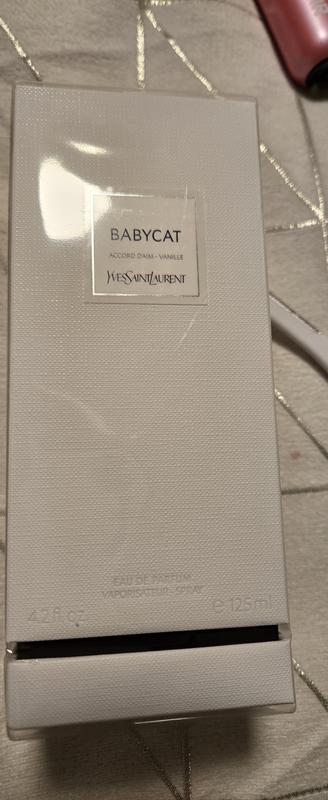 BABYCAT
ACCORD DAIM - VANILLE
YVESSAINTLAURENT
EAU DE PARFUM
VAPORISATEUR - SPRAY
4.2 fl. oz
e 125 ml